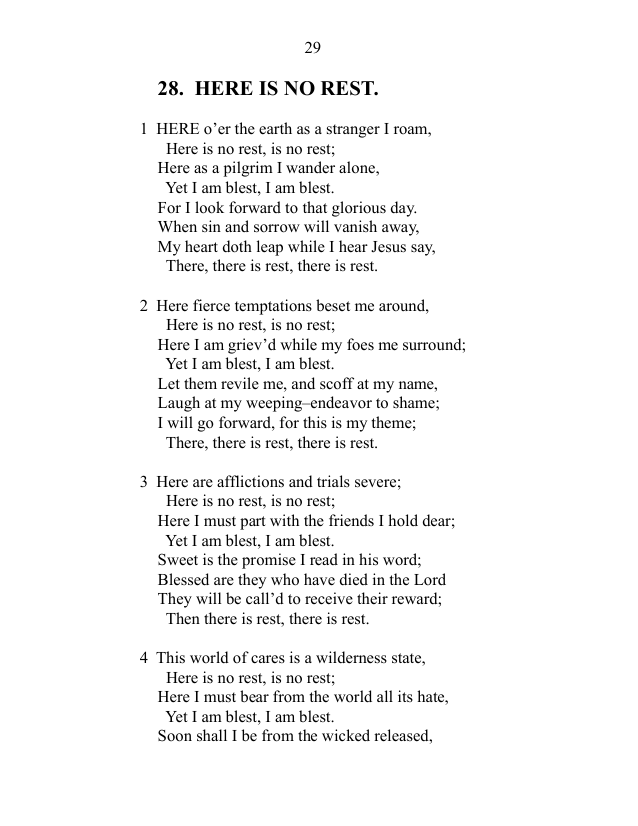 29
28. HERE IS NO REST.
1 HERE o’er the earth as a stranger I roam,
Here is no rest, is no rest;
Here as a pilgrim I wander alone,
Yet I am blest, I am blest.
For I look forward to that glorious day.
When sin and sorrow will vanish away,
My heart doth leap while I hear Jesus say,
There, there is rest, there is rest.
2 Here fierce temptations beset me around,
Here is no rest, is no rest;
Here I am griev’d while my foes me surround;
Yet I am blest, I am blest.
Let them revile me, and scoff at my name,
Laugh at my weeping–endeavor to shame;
I will go forward, for this is my theme;
There, there is rest, there is rest.
3 Here are afflictions and trials severe;
Here is no rest, is no rest;
Here I must part with the friends I hold dear;
Yet I am blest, I am blest.
Sweet is the promise I read in his word;
Blessed are they who have died in the Lord
They will be call’d to receive their reward;
Then there is rest, there is rest.
4 This world of cares is a wilderness state,
Here is no rest, is no rest;
Here I must bear from the world all its hate,
Yet I am blest, I am blest.
Soon shall I be from the wicked released,